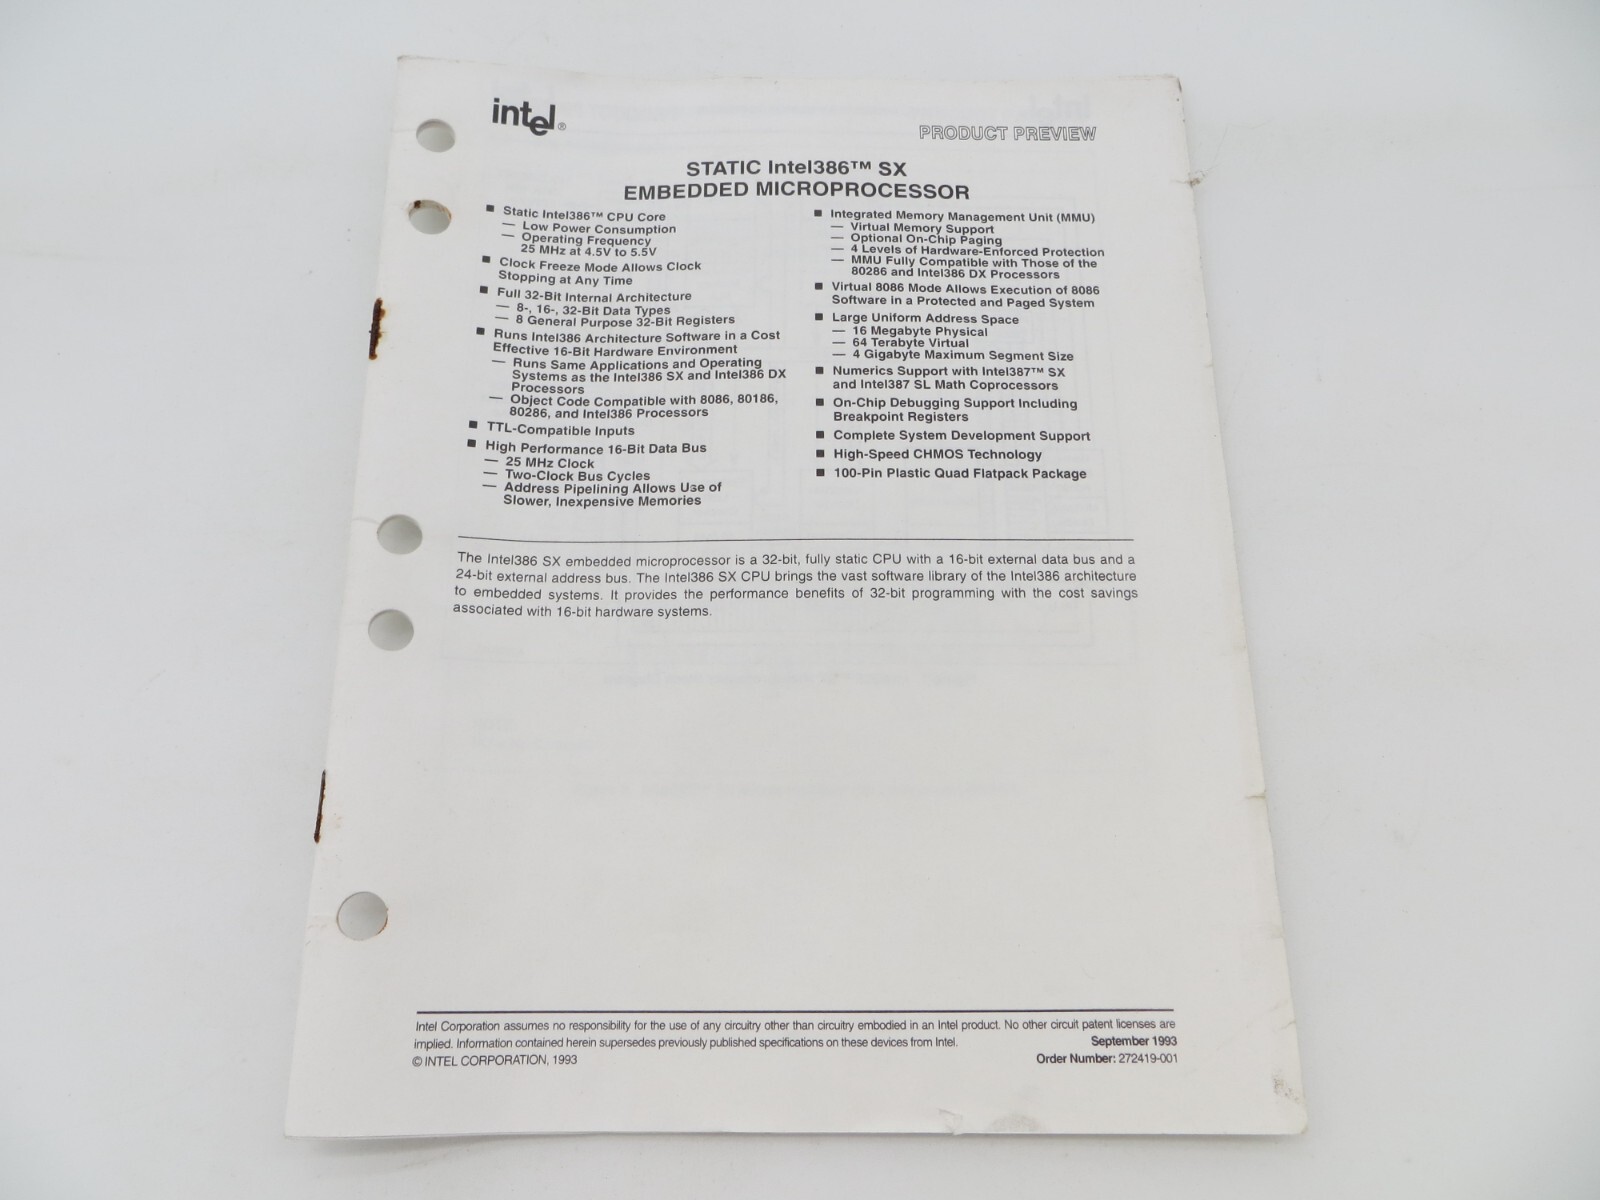 intel®
PRODUCT PREVIEW
STATIC Intel386™ SX
EMBEDDED MICROPROCESSOR
■ Static Intel386™ CPU Core
— Low Power Consumption
— Operating Frequency
25 MHz at 4.5V to 5.5V
■ Clock Freeze Mode Allows Clock
Stopping at Any Time
■ Full 32-Bit Internal Architecture
— 8-, 16-, 32-Bit Data Types
— 8 General Purpose 32-Bit Registers
■ Runs Intel386 Architecture Software in a Cost
Effective 16-Bit Hardware Environment
— Runs Same Applications and Operating
Systems as the Intel386 SX and Intel386 DX
Processors
— Object Code Compatible with 8086, 80186,
80286, and Intel386 Processors
■ TTL-Compatible Inputs
■ High Performance 16-Bit Data Bus
— 25 MHz Clock
— Two-Clock Bus Cycles
— Address Pipelining Allows Use of
Slower, Inexpensive Memories
■ Integrated Memory Management Unit (MMU)
— Virtual Memory Support
— Optional On-Chip Paging
— 4 Levels of Hardware-Enforced Protection
— MMU Fully Compatible with Those of the
80286 and Intel386 DX Processors
■ Virtual 8086 Mode Allows Execution of 8086
Software in a Protected and Paged System
■ Large Uniform Address Space
— 16 Megabyte Physical
— 64 Terabyte Virtual
— 4 Gigabyte Maximum Segment Size
■ Numerics Support with Intel387™ SX
and Intel387 SL Math Coprocessors
■ On-Chip Debugging Support Including
Breakpoint Registers
■ Complete System Development Support
■ High-Speed CHMOS Technology
■ 100-Pin Plastic Quad Flatpack Package
The Intel386 SX embedded microprocessor is a 32-bit, fully static CPU with a 16-bit external data bus and a
24-bit external address bus. The Intel386 SX CPU brings the vast software library of the Intel386 architecture
to embedded systems. It provides the performance benefits of 32-bit programming with the cost savings
associated with 16-bit hardware systems.
Intel Corporation assumes no responsibility for the use of any circuitry other than circuitry embodied in an Intel product. No other circuit patent licenses are
implied. Information contained herein supersedes previously published specifications on these devices from Intel.
September 1993
© INTEL CORPORATION, 1993
Order Number: 272419-001